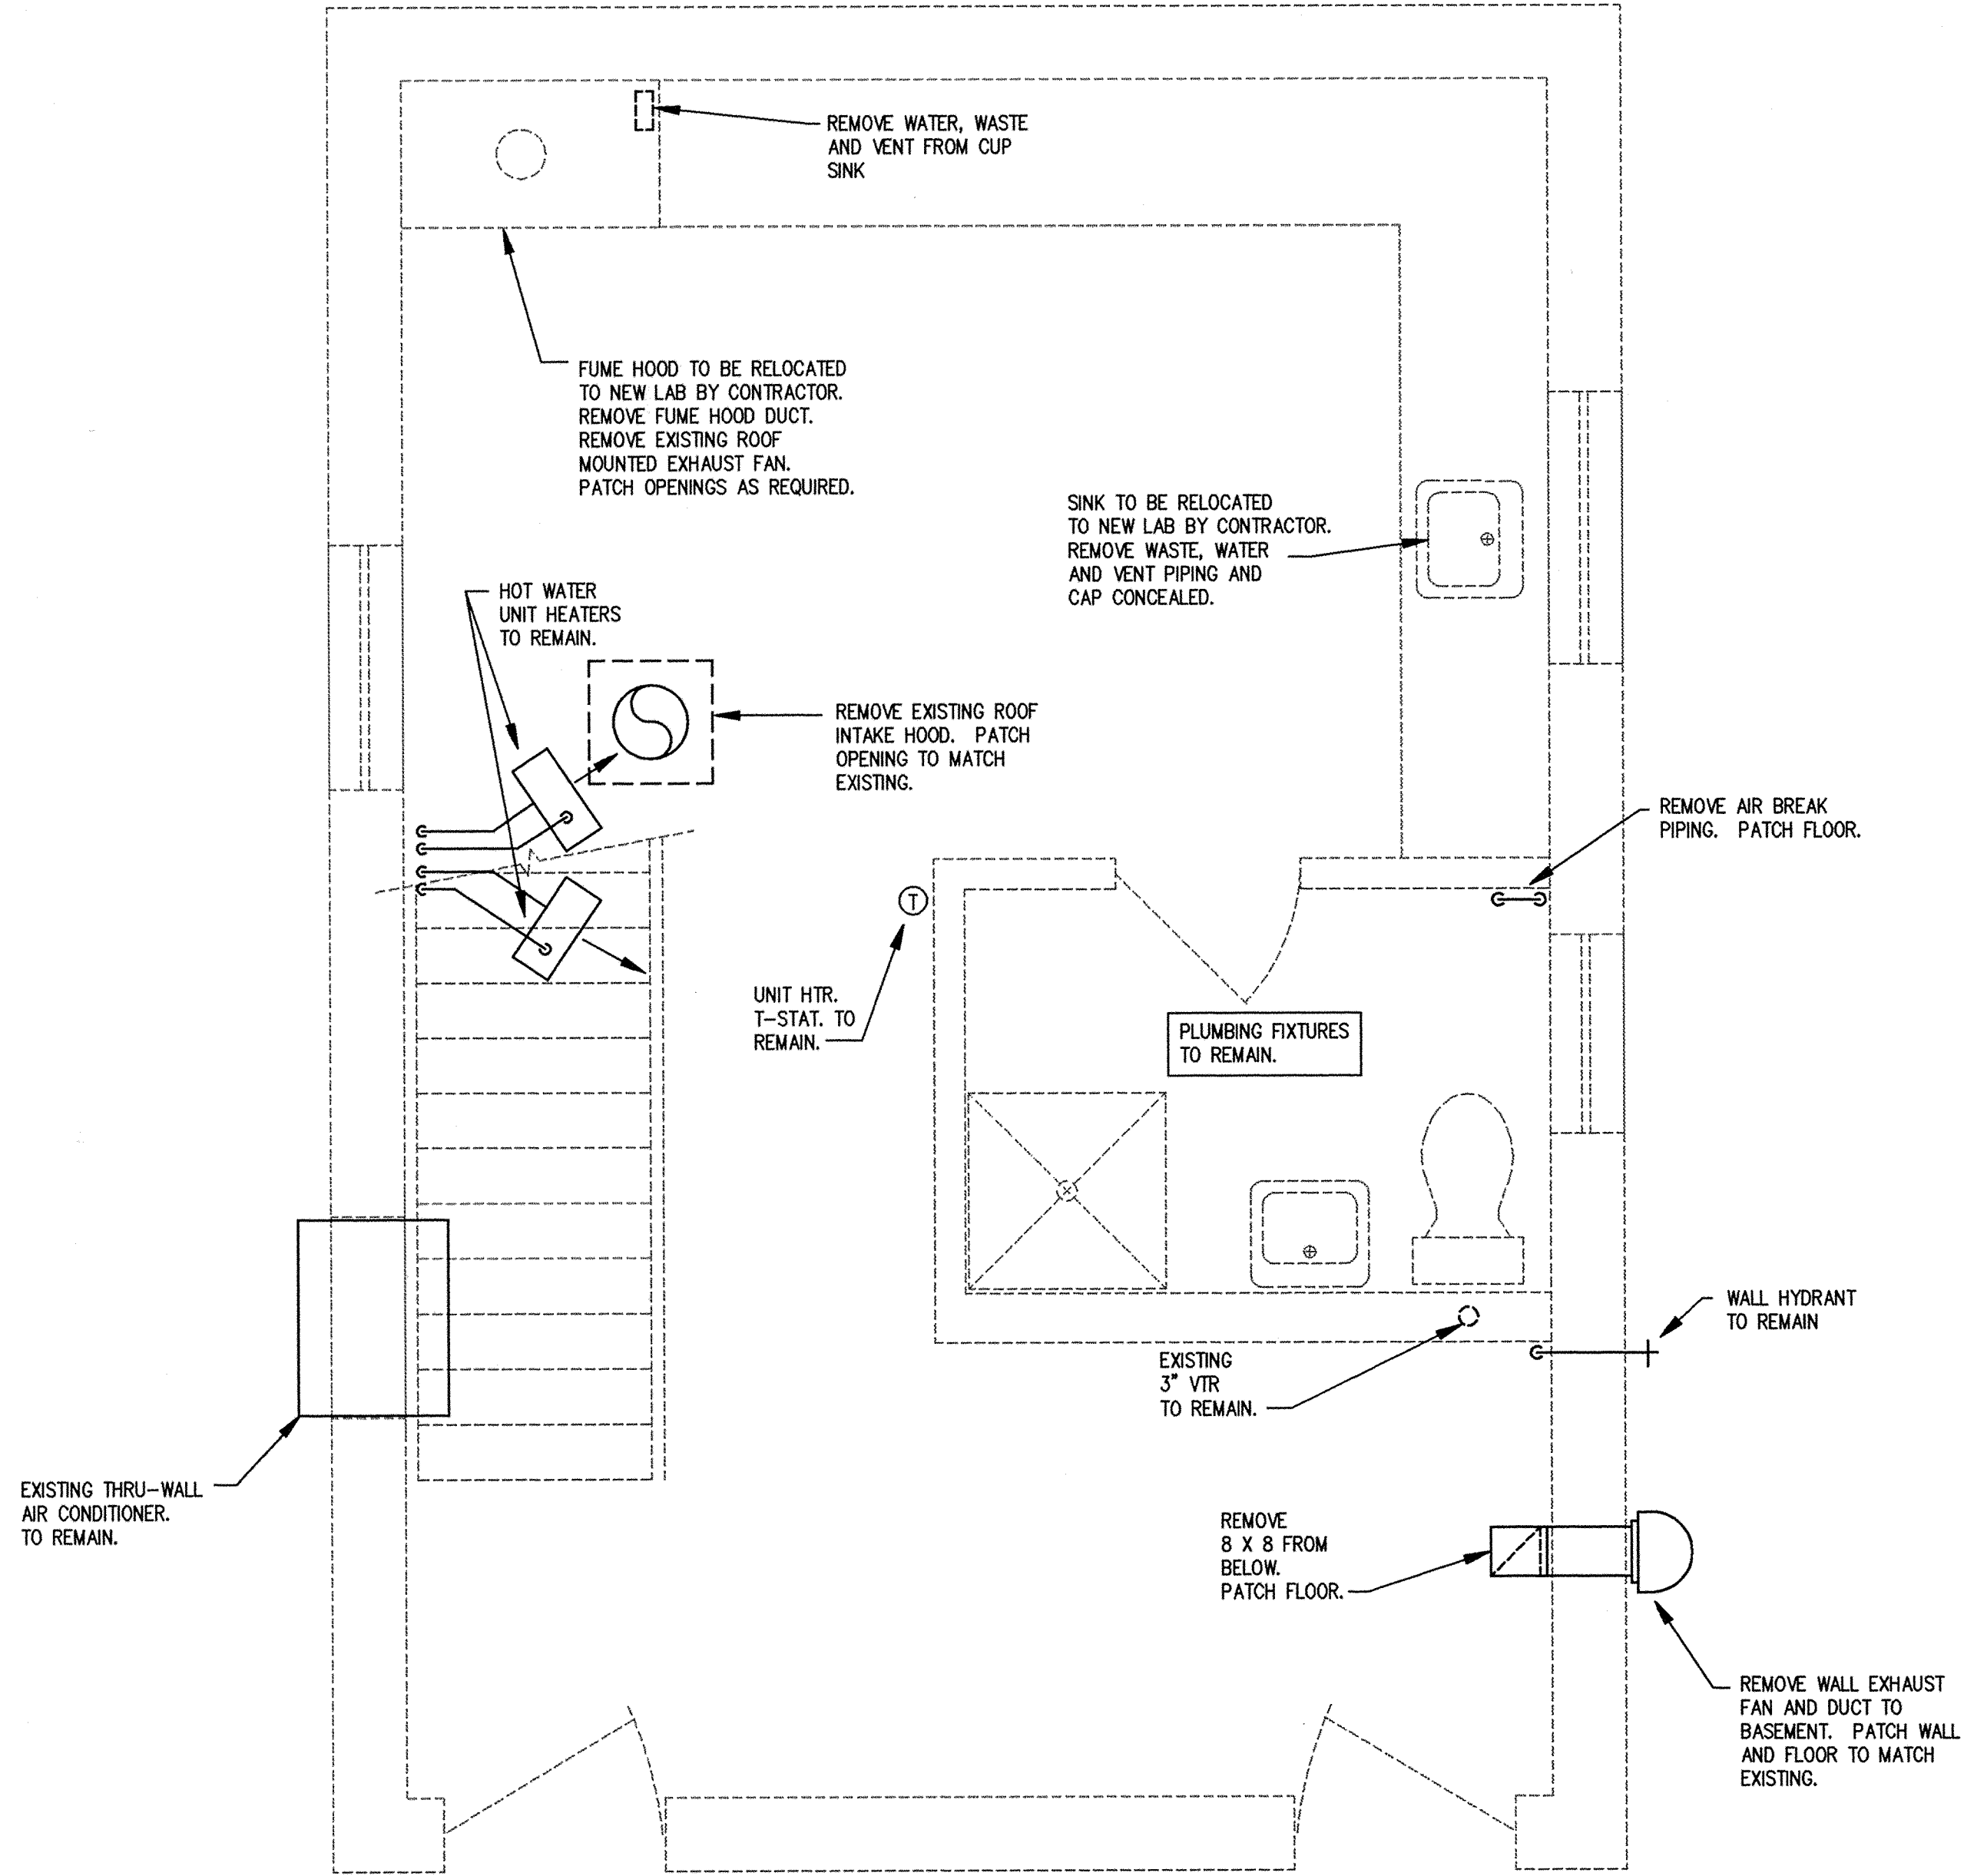 REMOVE WATER, WASTE
AND VENT FROM CUP
SINK
FUME HOOD TO BE RELOCATED
TO NEW LAB BY CONTRACTOR.
REMOVE FUME HOOD DUCT.
REMOVE EXISTING ROOF
MOUNTED EXHAUST FAN.
PATCH OPENINGS AS REQUIRED.
SINK TO BE RELOCATED
TO NEW LAB BY CONTRACTOR.
REMOVE WASTE, WATER
AND VENT PIPING AND
CAP CONCEALED.
HOT WATER
UNIT HEATERS
TO REMAIN.
REMOVE EXISTING ROOF
INTAKE HOOD. PATCH
OPENING TO MATCH
EXISTING.
REMOVE AIR BREAK
PIPING. PATCH FLOOR.
T
UNIT HTR.
T-STAT. TO
REMAIN.
PLUMBING FIXTURES
TO REMAIN.
WALL HYDRANT
TO REMAIN
EXISTING
3" VTR
TO REMAIN.
EXISTING THRU-WALL
AIR CONDITIONER.
TO REMAIN.
REMOVE
8 X 8 FROM
BELOW.
PATCH FLOOR.
REMOVE WALL EXHAUST
FAN AND DUCT TO
BASEMENT. PATCH WALL
AND FLOOR TO MATCH
EXISTING.